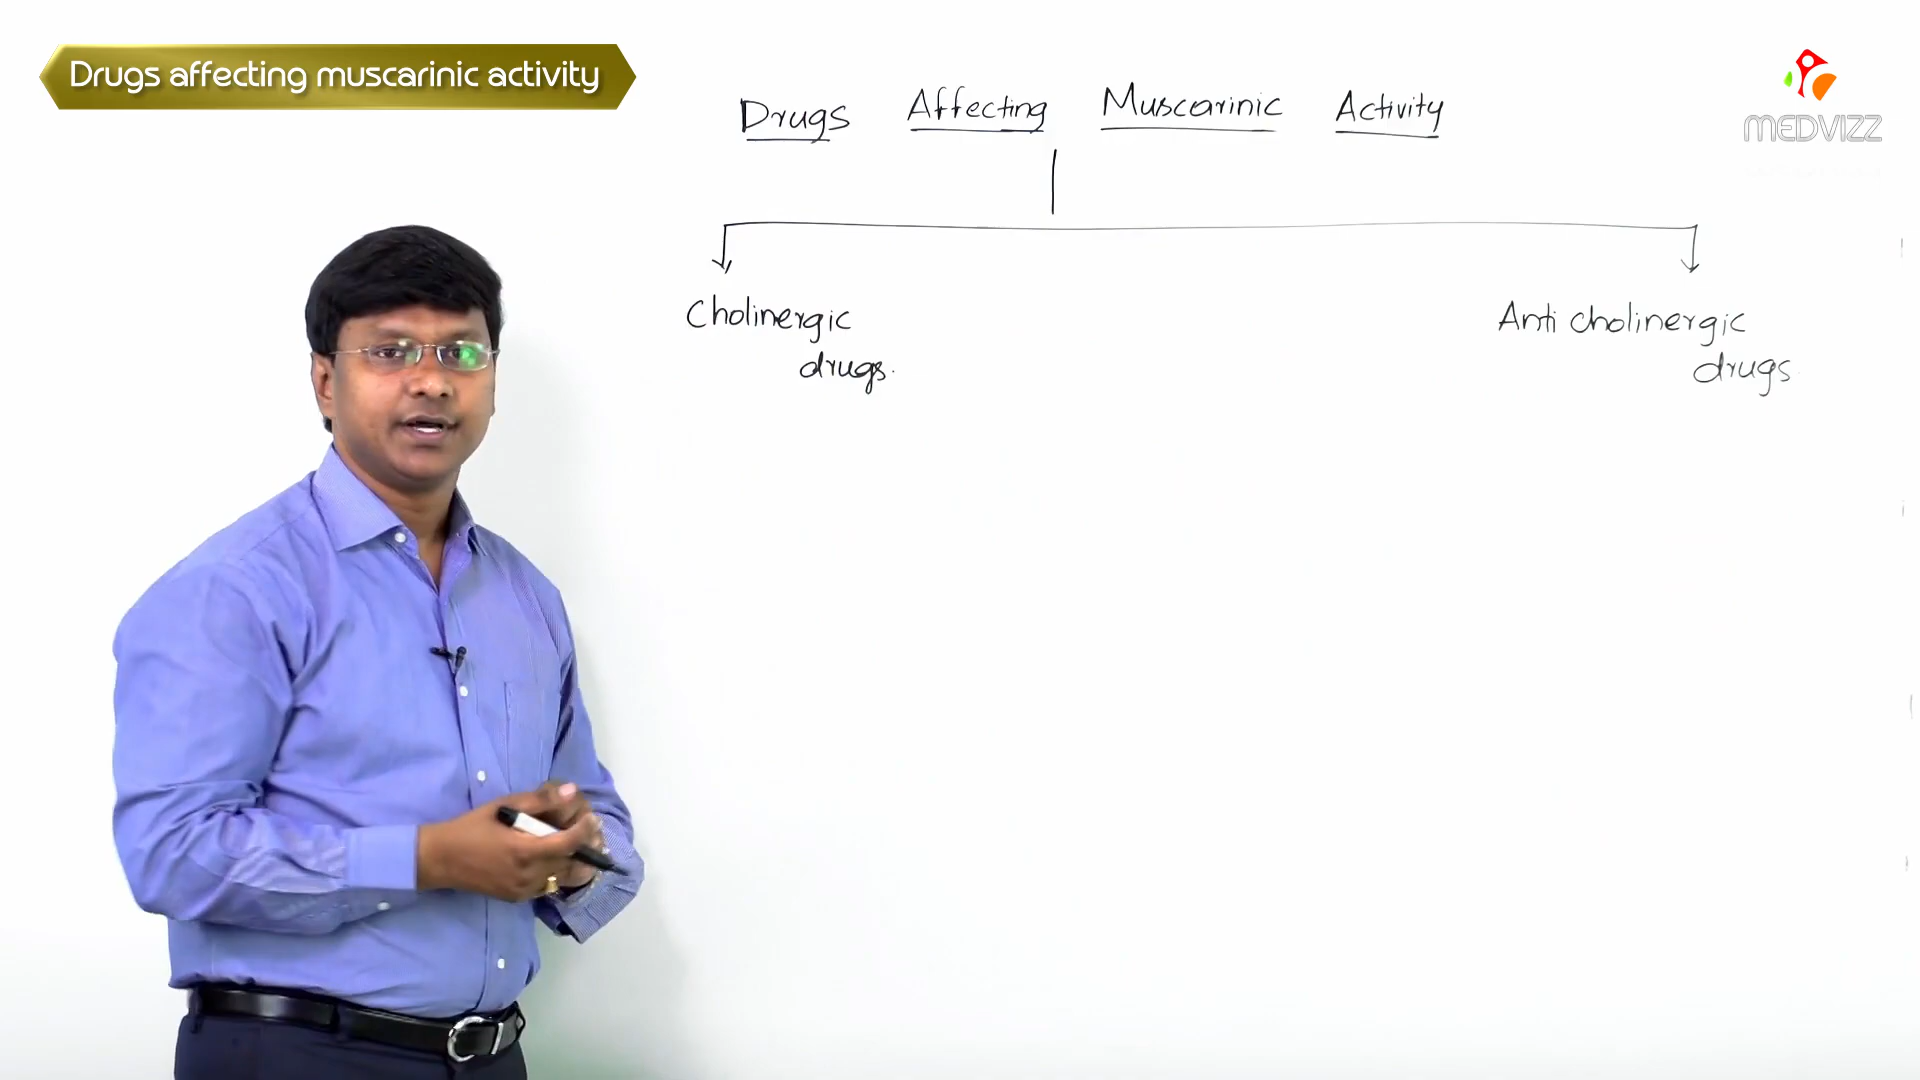 Drugs affecting muscarinic activity
Drugs Affecting Muscarinic Activity
MEDVIZZ
Cholinergic
drugs.
Anti cholinergic
drugs